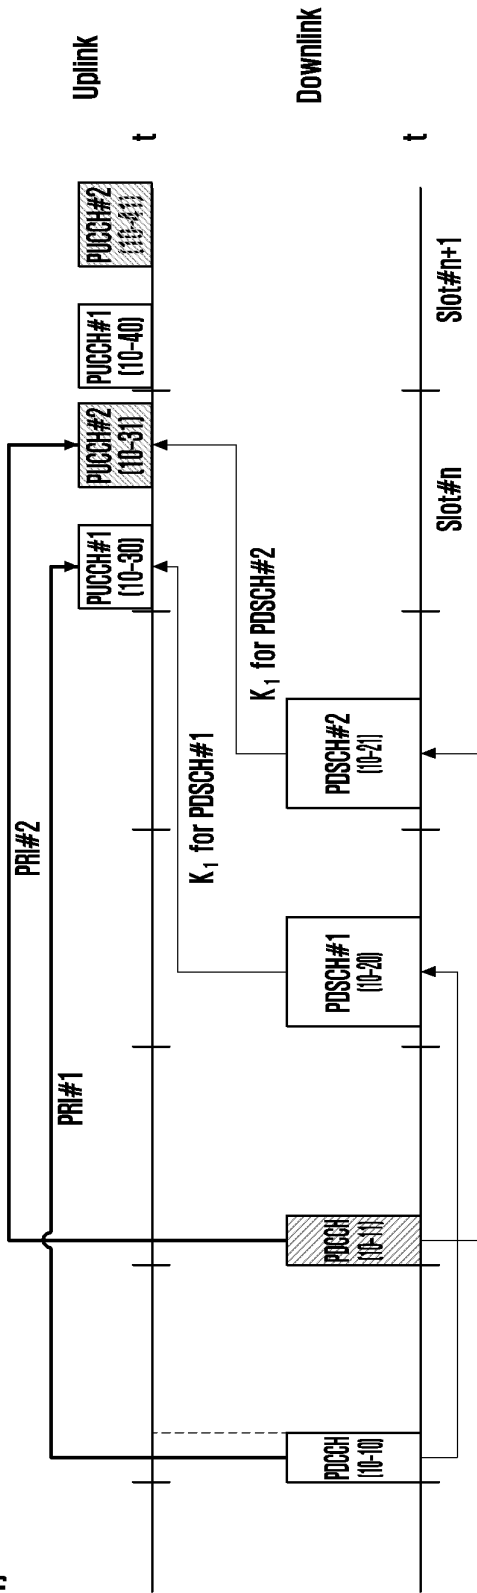 Uplink
t
PUCCH#1
(10-30)
PUCCH#2
(10-31)
PUCCH#1
(10-40)
PUCCH#2
(10-41)
PRI#2
PRI#1
K₁ for PDSCH#1
K₁ for PDSCH#2
Downlink
t
PDCCH
(10-10)
PDCCH
(10-11)
PDSCH#1
(10-20)
PDSCH#2
(10-21)
Slot#n
Slot#n+1